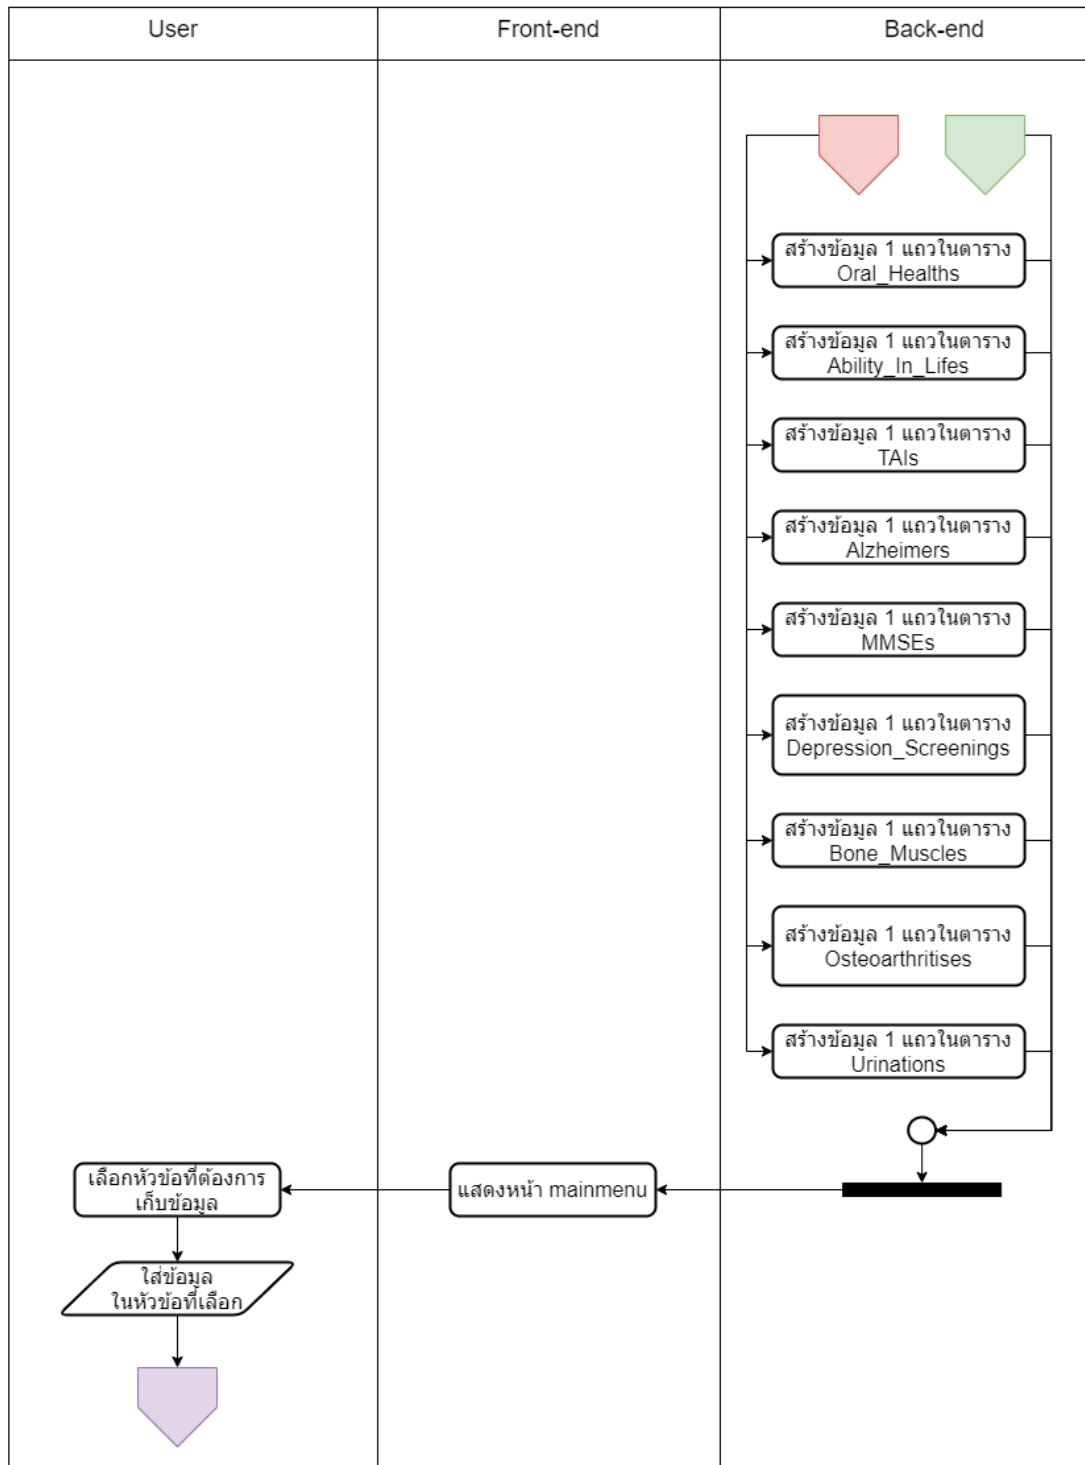 User
Front-end
Back-end
สร้างข้อมูล 1 แถวในตาราง
Oral_Healths
สร้างข้อมูล 1 แถวในตาราง
Ability_In_Lifes
สร้างข้อมูล 1 แถวในตาราง
TAIs
สร้างข้อมูล 1 แถวในตาราง
Alzheimers
สร้างข้อมูล 1 แถวในตาราง
MMSEs
สร้างข้อมูล 1 แถวในตาราง
Depression_Screenings
สร้างข้อมูล 1 แถวในตาราง
Bone_Muscles
สร้างข้อมูล 1 แถวในตาราง
Osteoarthritises
สร้างข้อมูล 1 แถวในตาราง
Urinations
เลือกหัวข้อที่ต้องการ
เก็บข้อมูล
แสดงหน้า mainmenu
ใส่ข้อมูล
ในหัวข้อที่เลือก